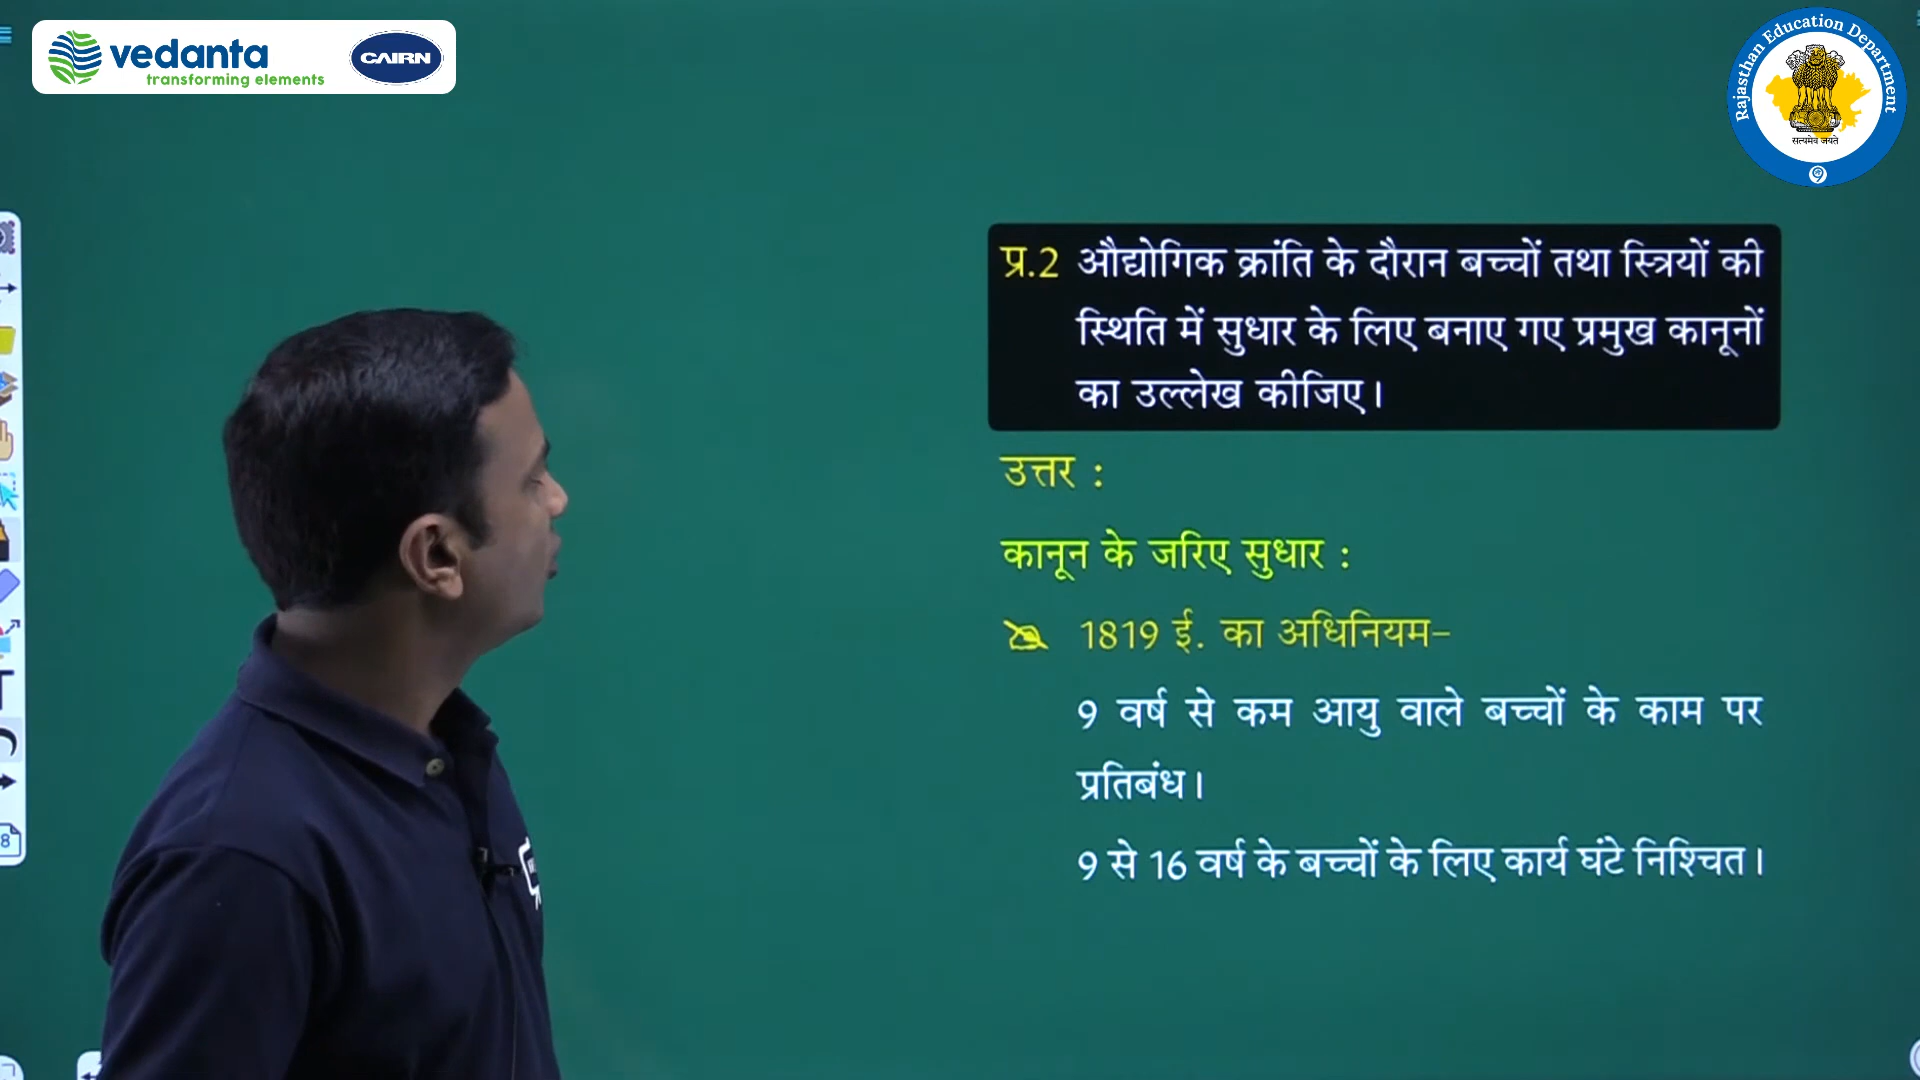 vedanta
transforming elements
CAIRN
Rajasthan Education Department
सत्यमेव जयते
प्र.2 औद्योगिक क्रांति के दौरान बच्चों तथा स्त्रियों की
स्थिति में सुधार के लिए बनाए गए प्रमुख कानूनों
का उल्लेख कीजिए।
उत्तर :
कानून के जरिए सुधार :
1819 ई. का अधिनियम–
9 वर्ष से कम आयु वाले बच्चों के काम पर
प्रतिबंध।
9 से 16 वर्ष के बच्चों के लिए कार्य घंटे निश्चित।
8